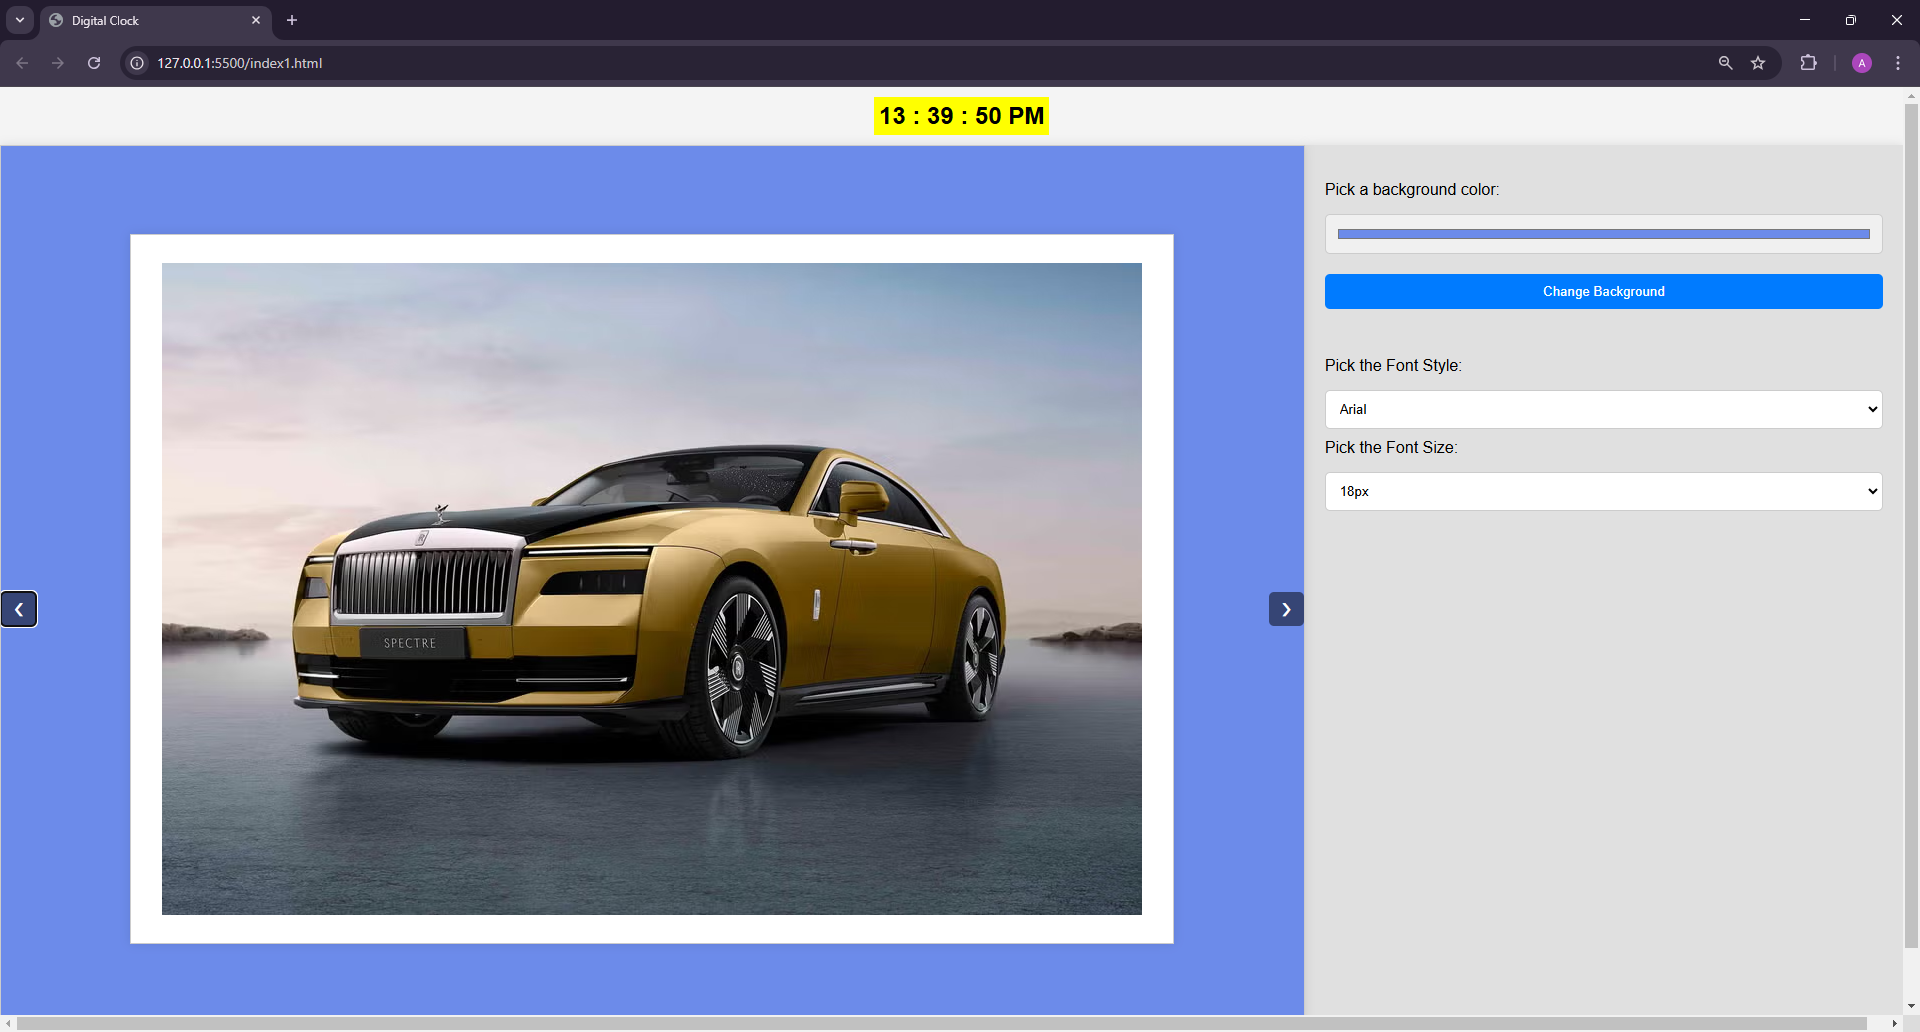 Digital Clock
127.0.0.1:5500/index1.html
A
13 : 39 : 50 PM
Pick a background color:
Change Background
Pick the Font Style:
Arial
Pick the Font Size:
18px
❮
❯
SPECTRE